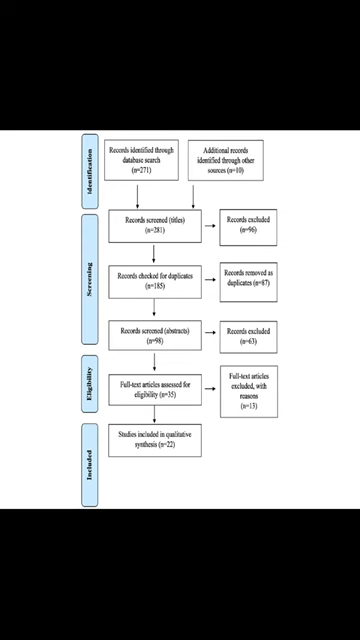 Identification
Records identified through
database search
(n=271)
Additional records
identified through other
sources (n=10)
Screening
Records screened (titles)
(n=281)
Records excluded
(n=96)
Records checked for duplicates
(n=185)
Records removed as
duplicates (n=87)
Records screened (abstracts)
(n=98)
Records excluded
(n=63)
Eligibility
Full-text articles assessed for
eligibility (n=35)
Full-text articles
excluded, with
reasons
(n=13)
Included
Studies included in qualitative
synthesis (n=22)